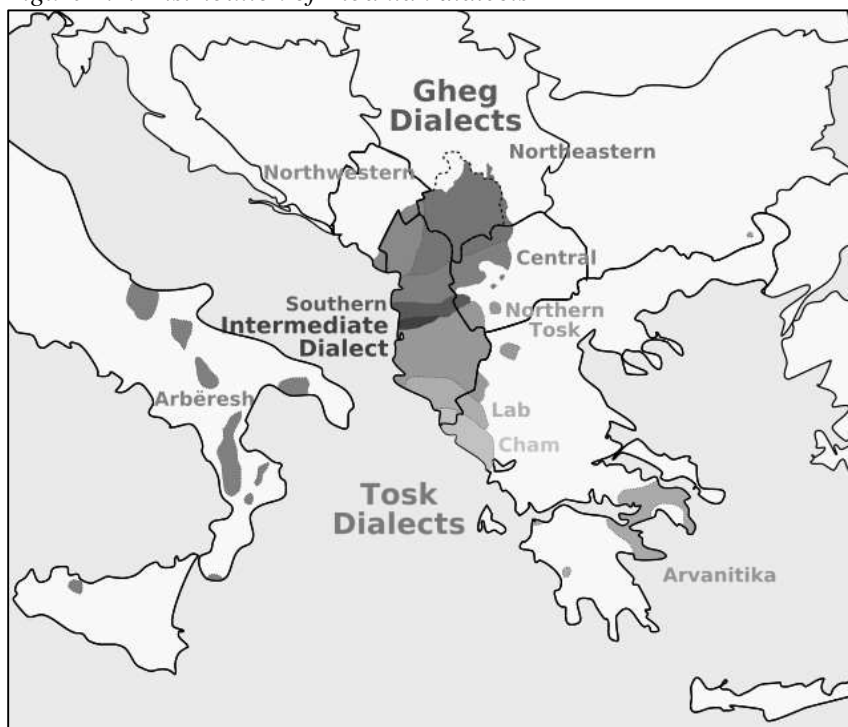 Gheg
Dialects
Northwestern
Northeastern
Central
Southern
Intermediate
Dialect
Northern
Tosk
Arbëresh
Lab
Cham
Tosk
Dialects
Arvanitika